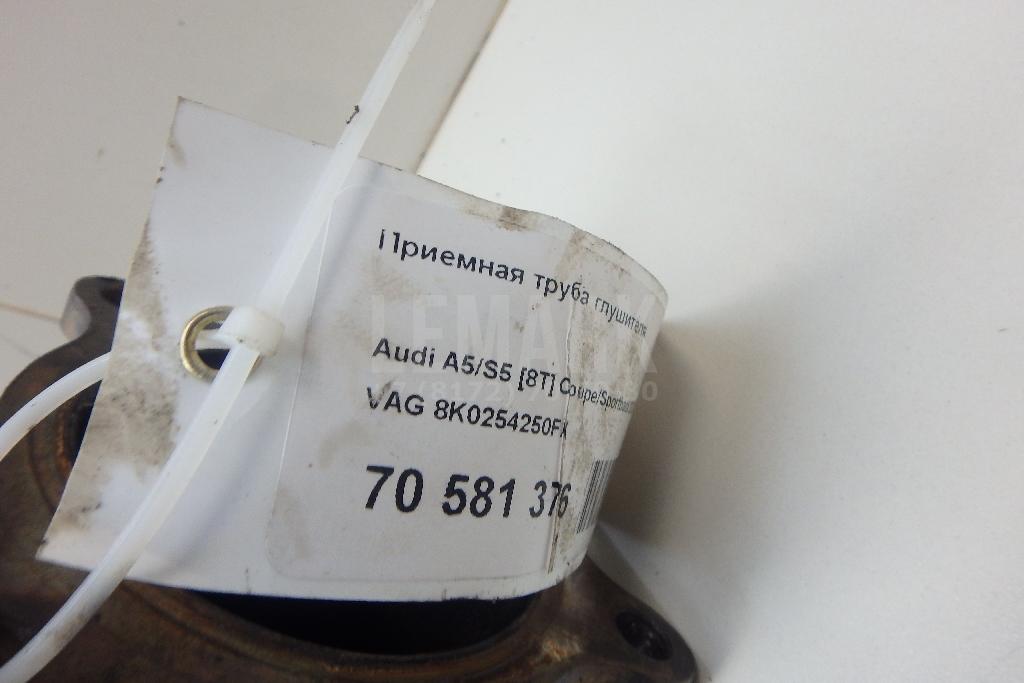 Приемная труба глушителя
Audi A5/S5 [8T] Coupe/Sportback
VAG 8K0254250FX
70 581 376